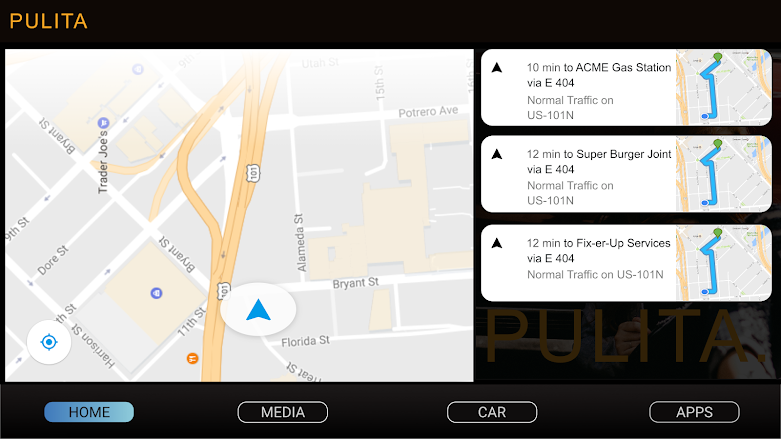 PULITA
Utah St
15th St
15th St
Potrero Ave
Bryant St
Trader Joe's
101
9th St
Dore St
Alameda St
Bryant St
Bryant St
101
11th St
Harrison St
Florida St
Treat St
10 min to ACME Gas Station
via E 404
Normal Traffic on
US-101N
12 min to Super Burger Joint
via E 404
Normal Traffic on
US-101N
12 min to Fix-er-Up Services
via E 404
Normal Traffic on US-101N
PULITA.
HOME
MEDIA
CAR
APPS